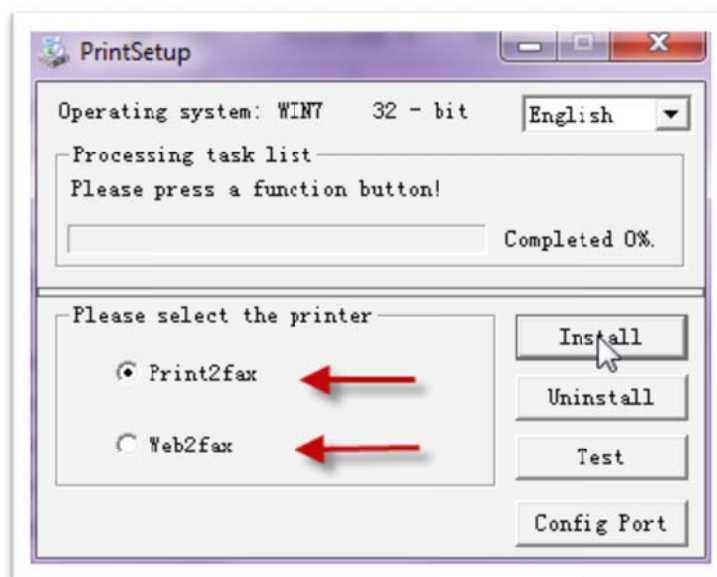 PrintSetup
Operating system: WIN7 32 - bit English
Processing task list
Please press a function button!
Completed 0%.
Please select the printer
Print2fax
Web2fax
Install
Uninstall
Test
Config Port